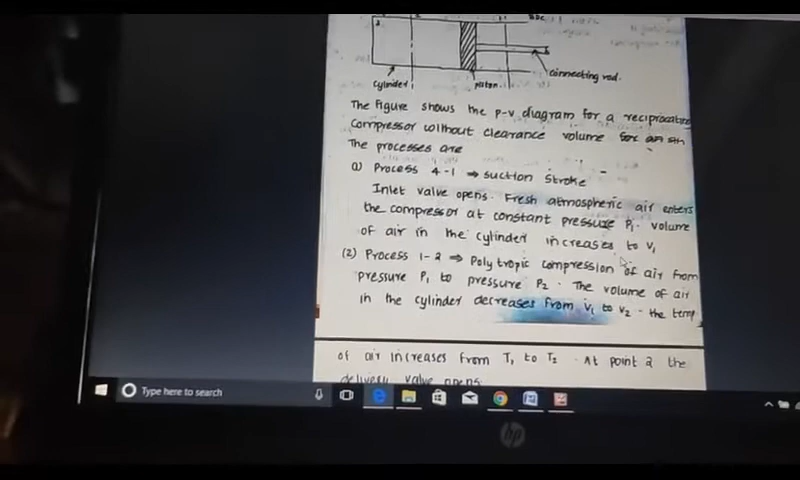 cylinder
piston
connecting rod.
The Figure shows the p-v diagram for a reciprocating
compressor without clearance volume for an
The processes are
a) Process 4-1 ⇒ suction stroke
Inlet valve opens. Fresh atmospheric air enters
the compressor at constant pressure P₁. volume
of air in the cylinder increases to V₁
(2) Process 1-2 ⇒ Polytropic compression of air from
pressure P₁ to pressure P₂. The volume of air
in the cylinder decreases from V₁ to V₂. the temp
of air increases from T₁ to T₂. At point 2 the
delivery valve opens
Type here to search
hp